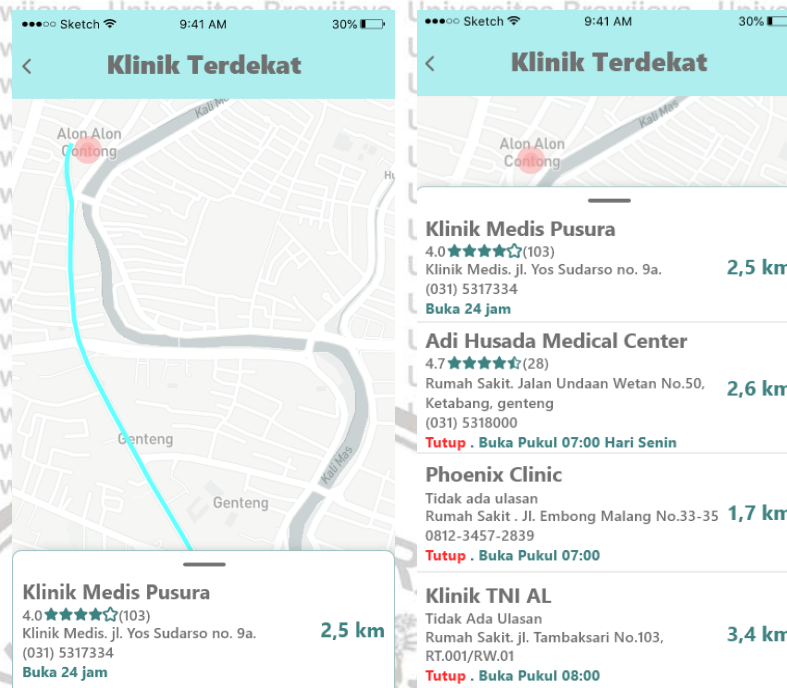 Sketch 9:41 AM 30%
Klinik Terdekat
Kali Mas
Alon Alon
Contong
Genteng
Kali Mas
Genteng
Klinik Medis Pusura
4.0 (103)
Klinik Medis. jl. Yos Sudarso no. 9a.
(031) 5317334
Buka 24 jam
2,5 km
Sketch 9:41 AM 30%
Klinik Terdekat
Kali Mas
Alon Alon
Contong
Klinik Medis Pusura
4.0 (103)
Klinik Medis. jl. Yos Sudarso no. 9a.
(031) 5317334
Buka 24 jam
2,5 km
Adi Husada Medical Center
4.7 (28)
Rumah Sakit. Jalan Undaan Wetan No.50,
Ketabang, genteng
(031) 5318000
Tutup . Buka Pukul 07:00 Hari Senin
2,6 km
Phoenix Clinic
Tidak ada ulasan
Rumah Sakit . Jl. Embong Malang No.33-35
0812-3457-2839
Tutup . Buka Pukul 07:00
1,7 km
Klinik TNI AL
Tidak Ada Ulasan
Rumah Sakit. jl. Tambaksari No.103,
RT.001/RW.01
Tutup . Buka Pukul 08:00
3,4 km